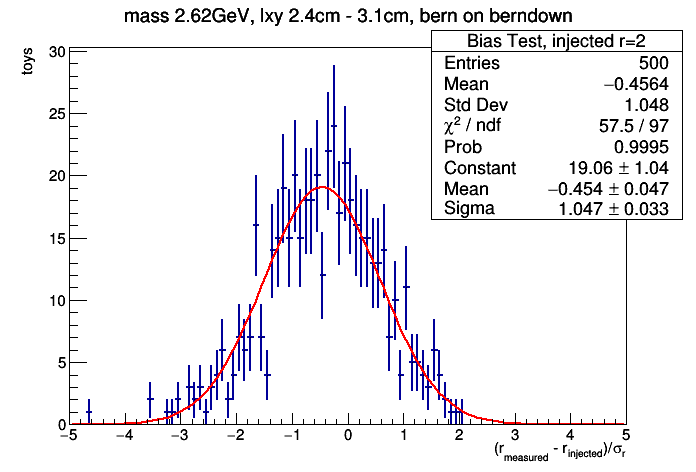 mass 2.62GeV, lxy 2.4cm - 3.1cm, bern on berndown
Bias Test, injected r=2
Entries 500
Mean −0.4564
Std Dev 1.048
χ² / ndf 57.5 / 97
Prob 0.9995
Constant 19.06 ± 1.04
Mean −0.454 ± 0.047
Sigma 1.047 ± 0.033
toys
30
25
20
15
10
5
0
−5 −4 −3 −2 −1 0 1 2 3 4 5
(r_measured - r_injected)/σ_r